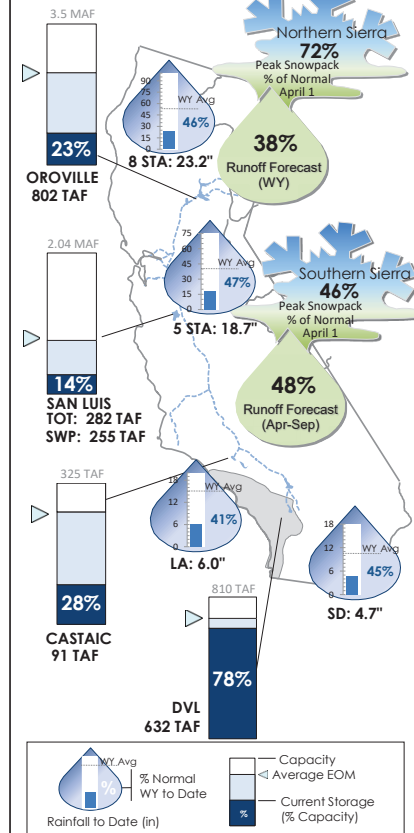 3.5 MAF
23%
OROVILLE
802 TAF
90
75
60
45
30
15
0
WY Avg
46%
8 STA: 23.2"
Northern Sierra
72%
Peak Snowpack
% of Normal
April 1
38%
Runoff Forecast
(WY)
2.04 MAF
14%
SAN LUIS
TOT: 282 TAF
SWP: 255 TAF
75
60
45
30
15
0
WY Avg
47%
5 STA: 18.7"
Southern Sierra
46%
Peak Snowpack
% of Normal
April 1
48%
Runoff Forecast
(Apr-Sep)
325 TAF
28%
CASTAIC
91 TAF
18
12
6
0
WY Avg
41%
LA: 6.0"
18
12
6
0
WY Avg
45%
SD: 4.7"
810 TAF
78%
DVL
632 TAF
WY Avg
%
% Normal
WY to Date
Rainfall to Date (in)
Capacity
Average EOM
%
Current Storage
(% Capacity)